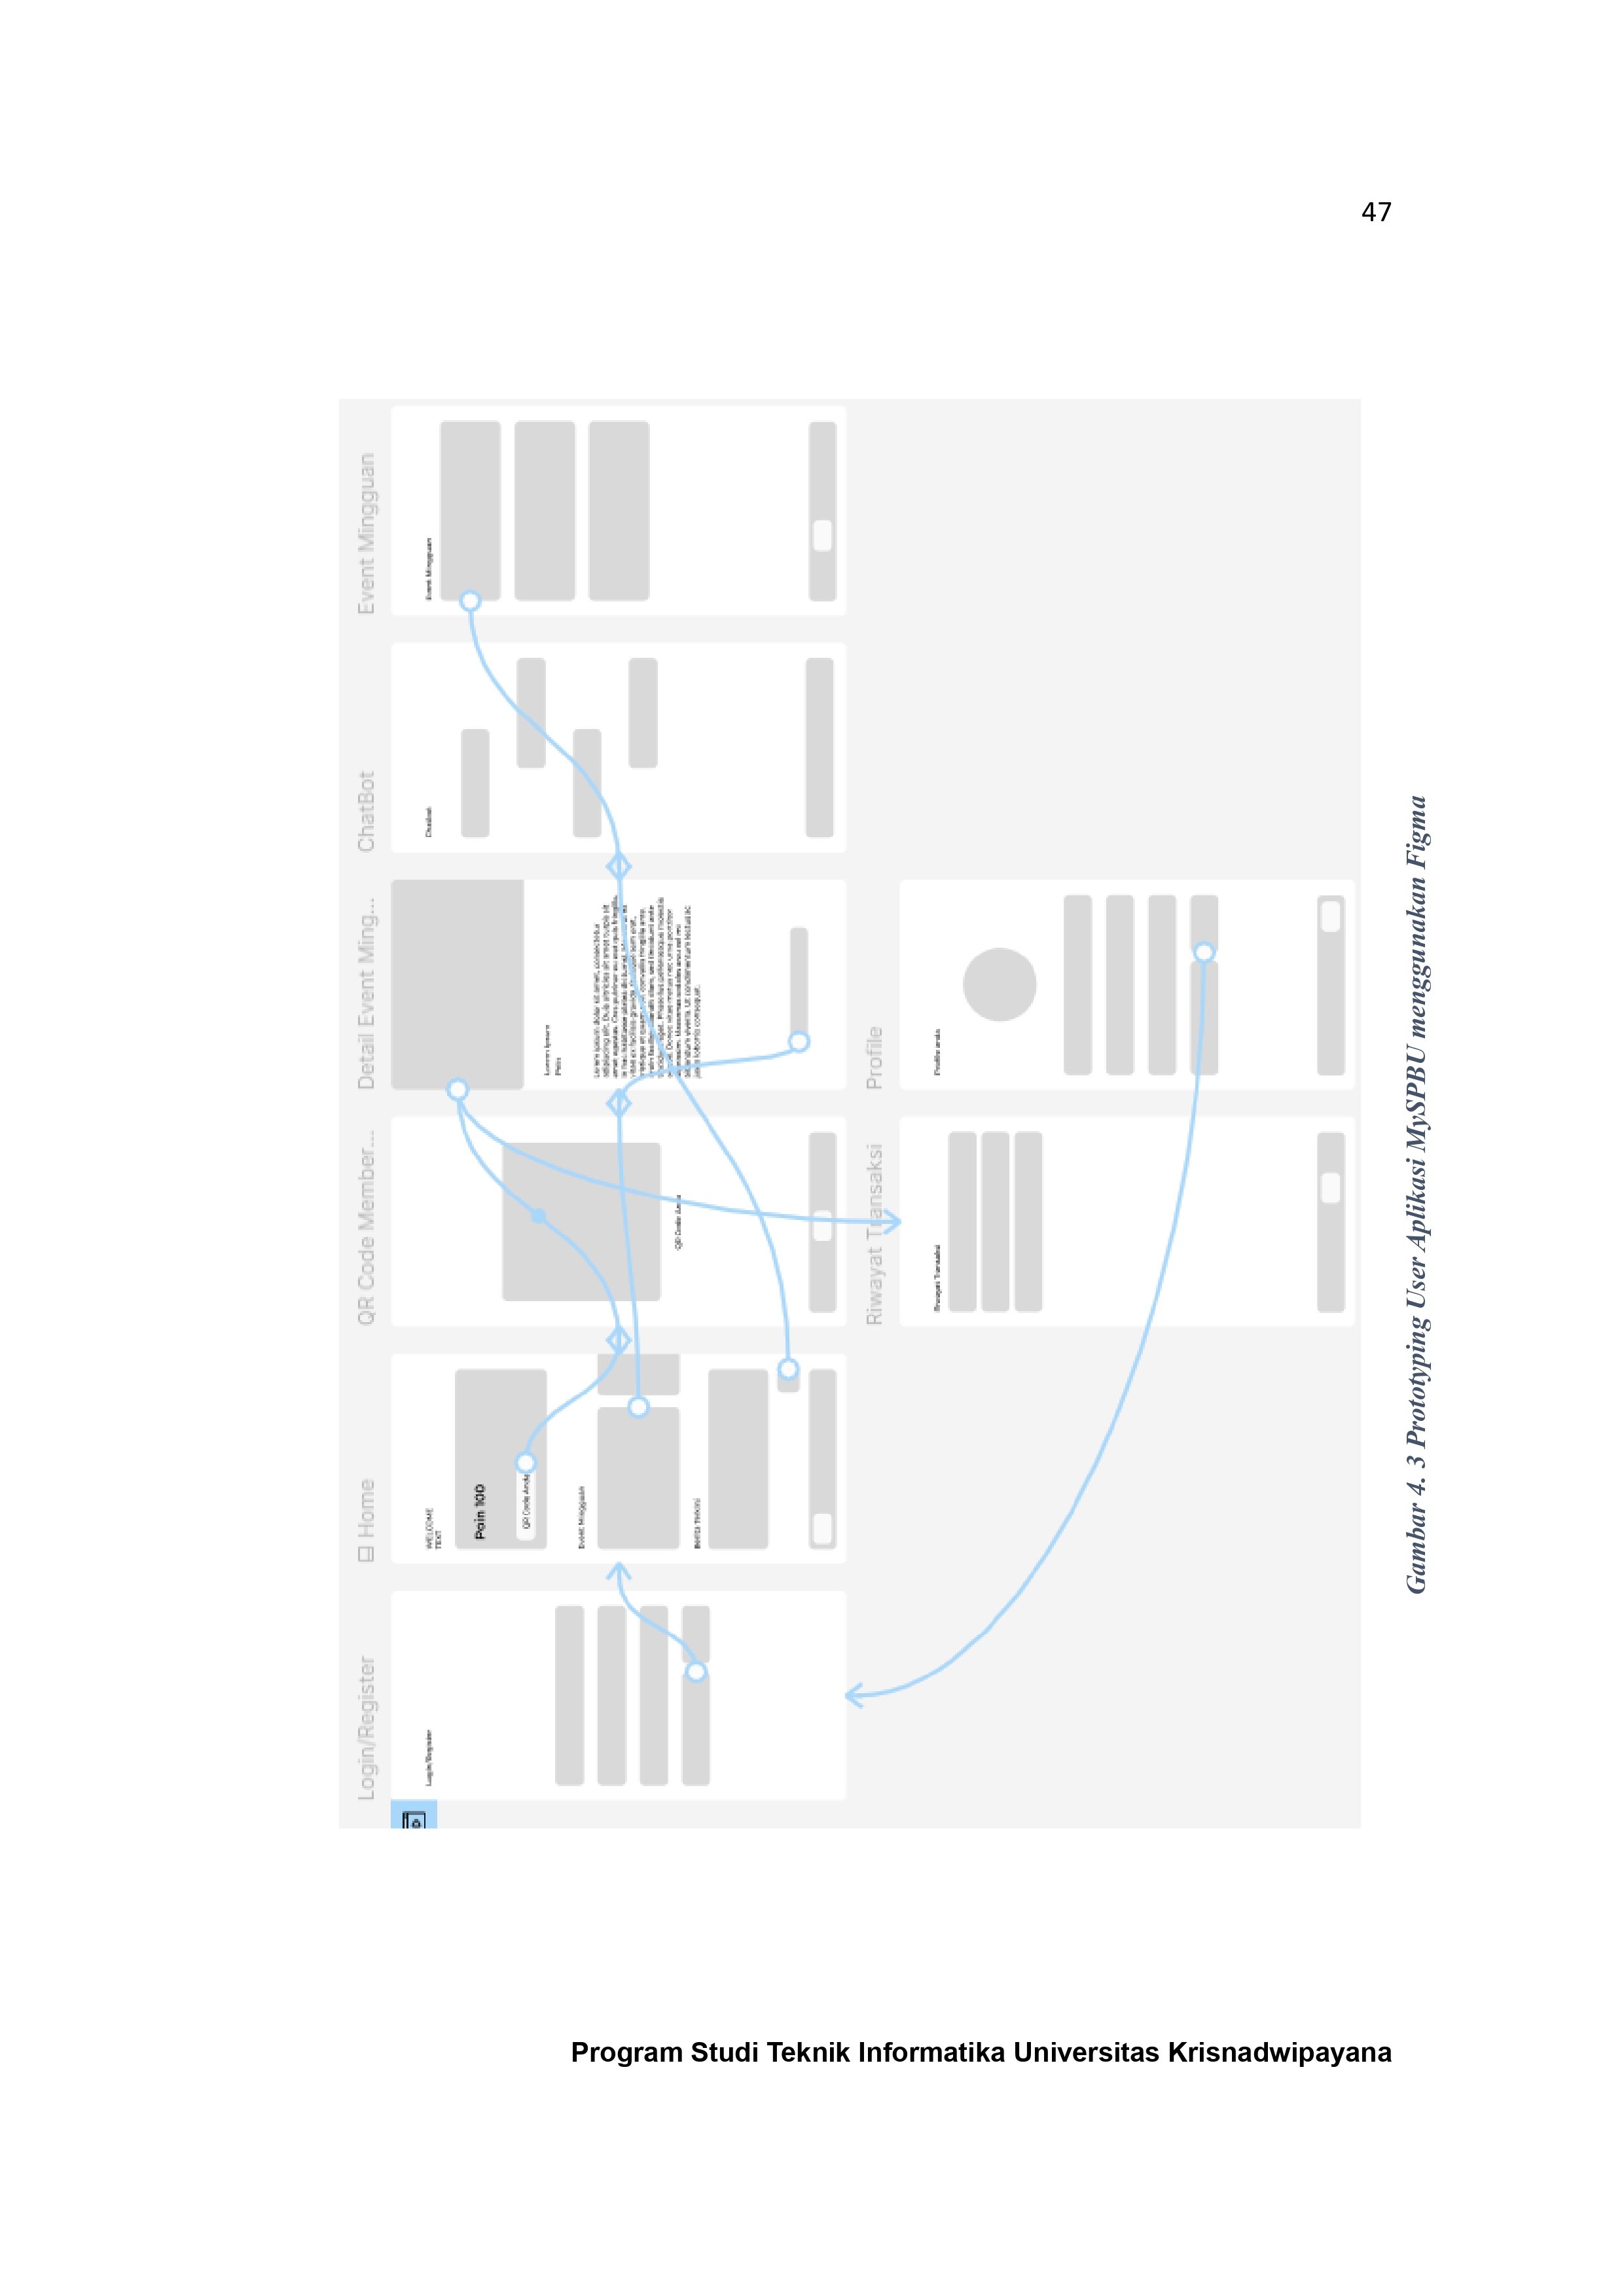 47
Login/Register
Home
QR Code Member...
Detail Event Ming...
ChatBot
Event Mingguan
Login/Register
WELCOME
TEXT
Poin 100
QR Code Anda
Event Mingguan
Berita Terkini
QR Code Anda
Lorem Ipsum
Poin
Chatbot
Event Mingguan
Riwayat Transaksi
Profile
Riwayat Transaksi
Profile anda
Gambar 4. 3 Prototyping User Aplikasi MySPBU menggunakan Figma
Program Studi Teknik Informatika Universitas Krisnadwipayana